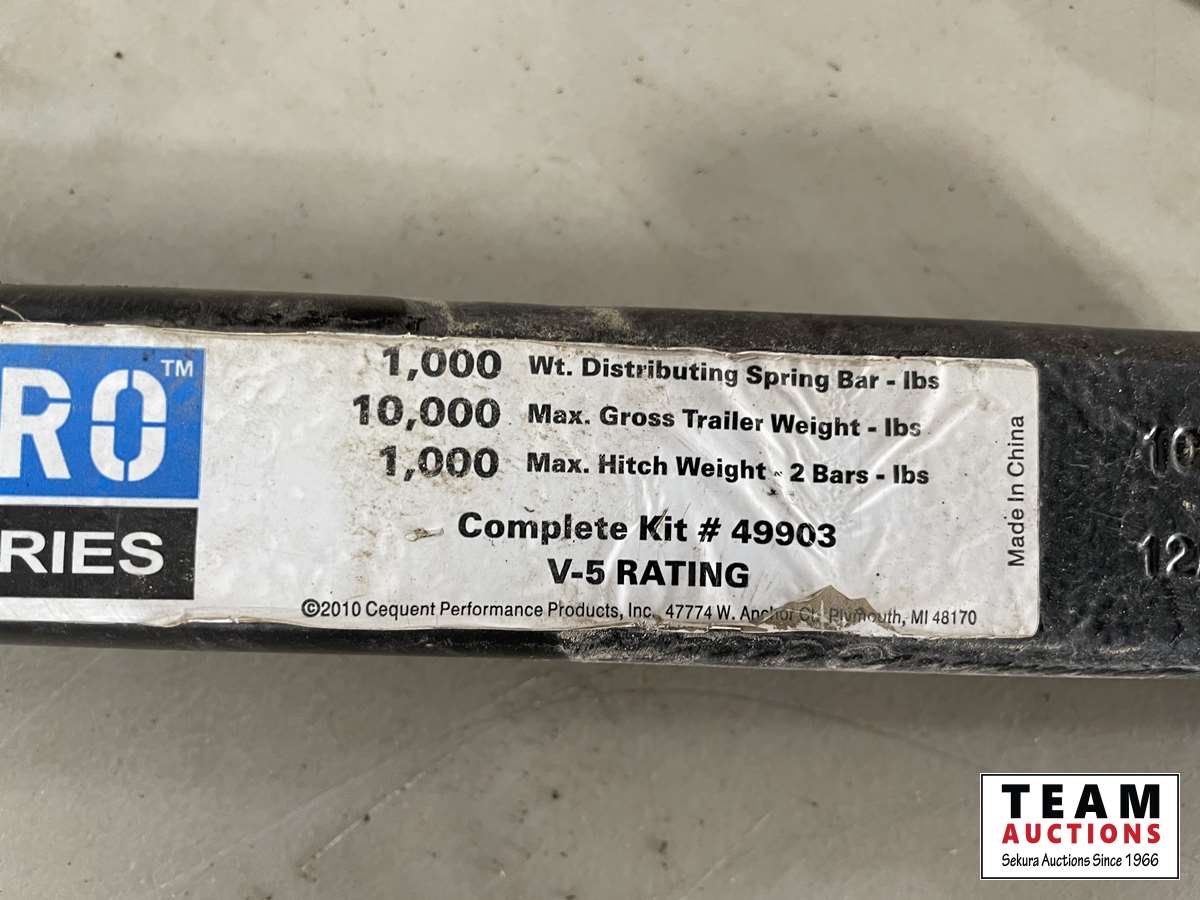 RO™
RIES
1,000 Wt. Distributing Spring Bar - lbs
10,000 Max. Gross Trailer Weight - lbs
1,000 Max. Hitch Weight - 2 Bars - lbs
Complete Kit # 49903
V-5 RATING
©2010 Cequent Performance Products, Inc. 47774 W. Anchor Ct. Plymouth, MI 48170
Made In China
10
12
TEAM
AUCTIONS
Sekura Auctions Since 1966